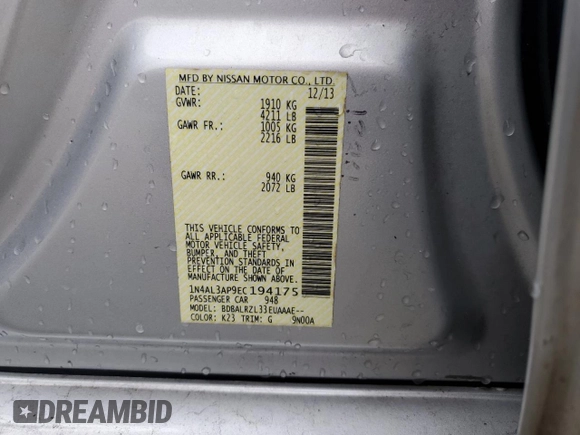 MFD BY NISSAN MOTOR CO., LTD.
DATE: 12/13
GVWR: 1910 KG
4211 LB
GAWR FR.: 1005 KG
2216 LB
GAWR RR.: 940 KG
2072 LB
THIS VEHICLE CONFORMS TO
ALL APPLICABLE FEDERAL
MOTOR VEHICLE SAFETY,
BUMPER, AND THEFT
PREVENTION STANDARDS IN
EFFECT ON THE DATE OF
MANUFACTURE SHOWN ABOVE.
1N4AL3AP9EC194175
PASSENGER CAR 948
MODEL: BDBALRZL33EUAAAE--
COLOR: K23 TRIM: G 9N00A
DREAMBID